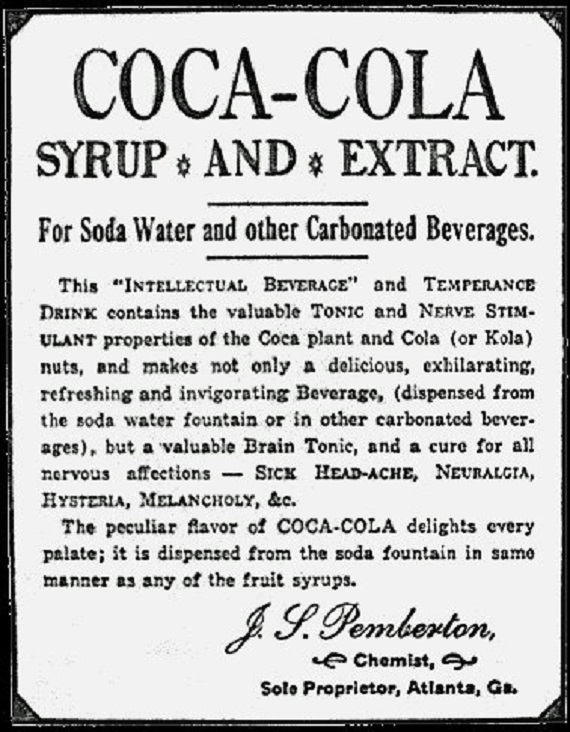 COCA-COLA
SYRUP * AND * EXTRACT.
For Soda Water and other Carbonated Beverages.
This "INTELLECTUAL BEVERAGE" and TEMPERANCE
DRINK contains the valuable TONIC and NERVE STIM-
ULANT properties of the Coca plant and Cola (or Kola)
nuts, and makes not only a delicious, exhilarating,
refreshing and invigorating Beverage, (dispensed from
the soda water fountain or in other carbonated bever-
ages), but a valuable Brain Tonic, and a cure for all
nervous affections — SICK HEAD-ACHE, NEURALGIA,
HYSTERIA, MELANCHOLY, &c.
The peculiar flavor of COCA-COLA delights every
palate; it is dispensed from the soda fountain in same
manner as any of the fruit syrups.
J. S. Pemberton,
Chemist,
Sole Proprietor, Atlanta, Ga.